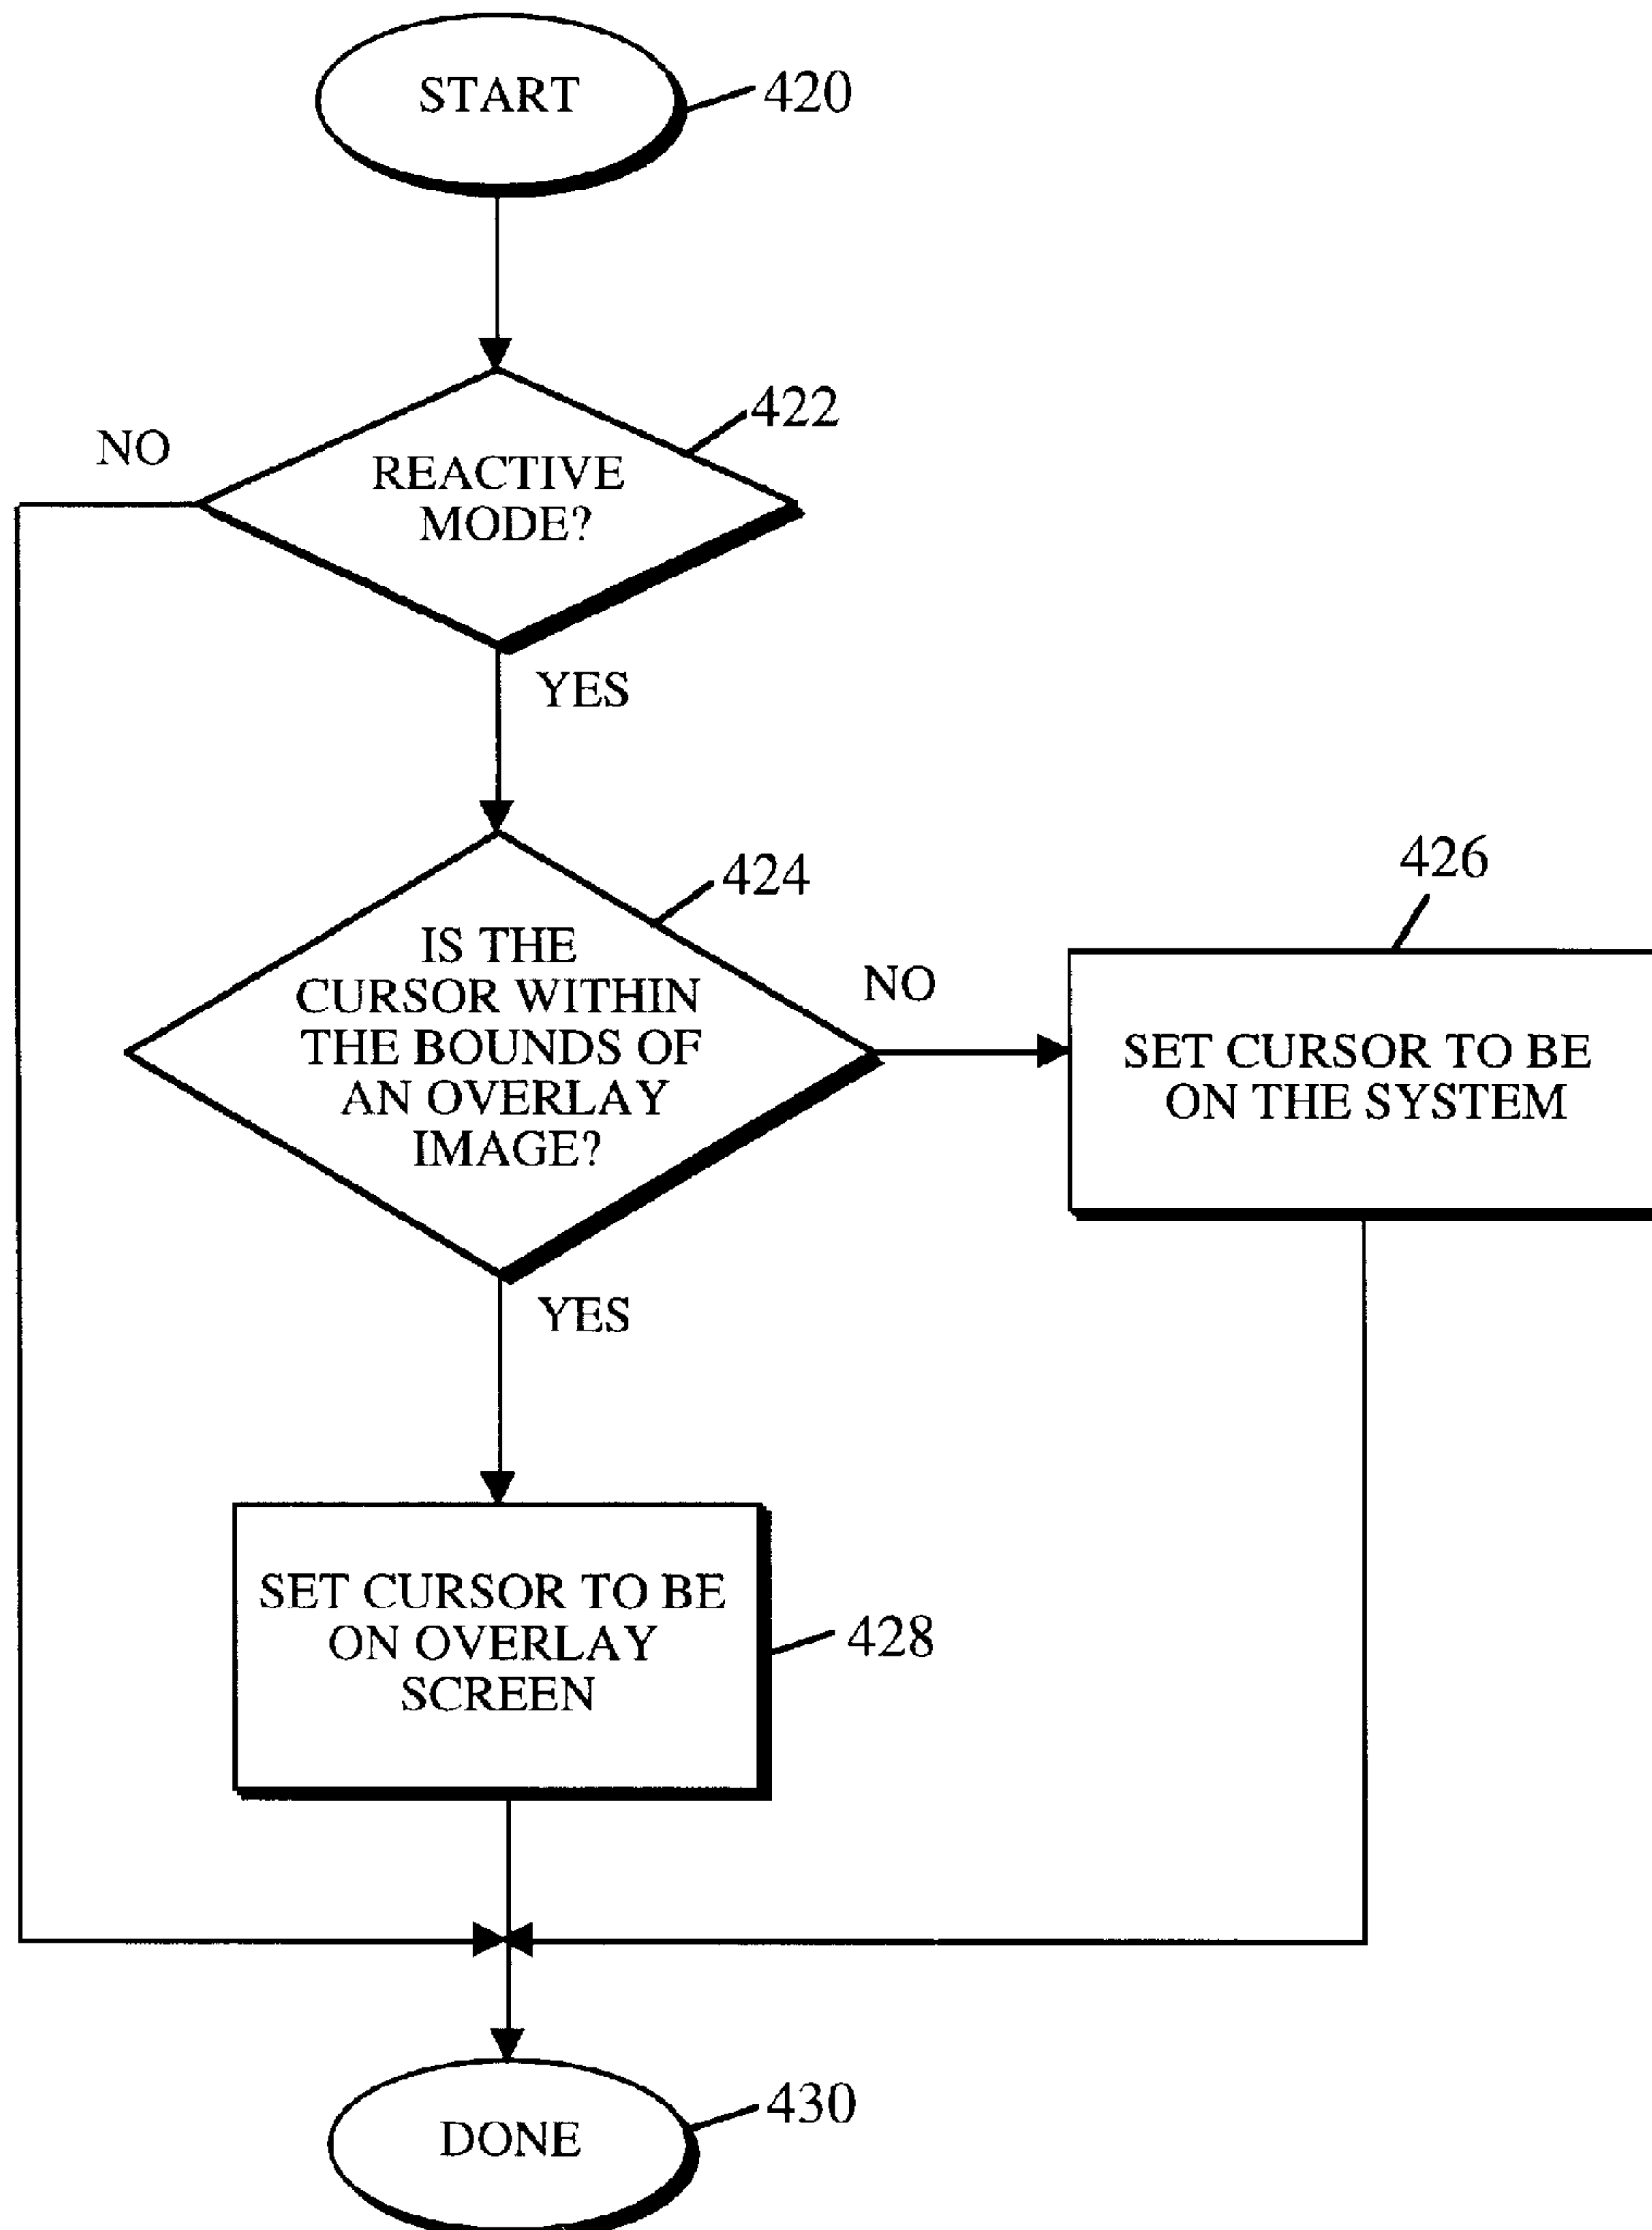 START
420
422
NO
REACTIVE
MODE?
YES
424
426
IS THE
CURSOR WITHIN
THE BOUNDS OF
AN OVERLAY
IMAGE?
NO
SET CURSOR TO BE
ON THE SYSTEM
YES
SET CURSOR TO BE
ON OVERLAY
SCREEN
428
430
DONE